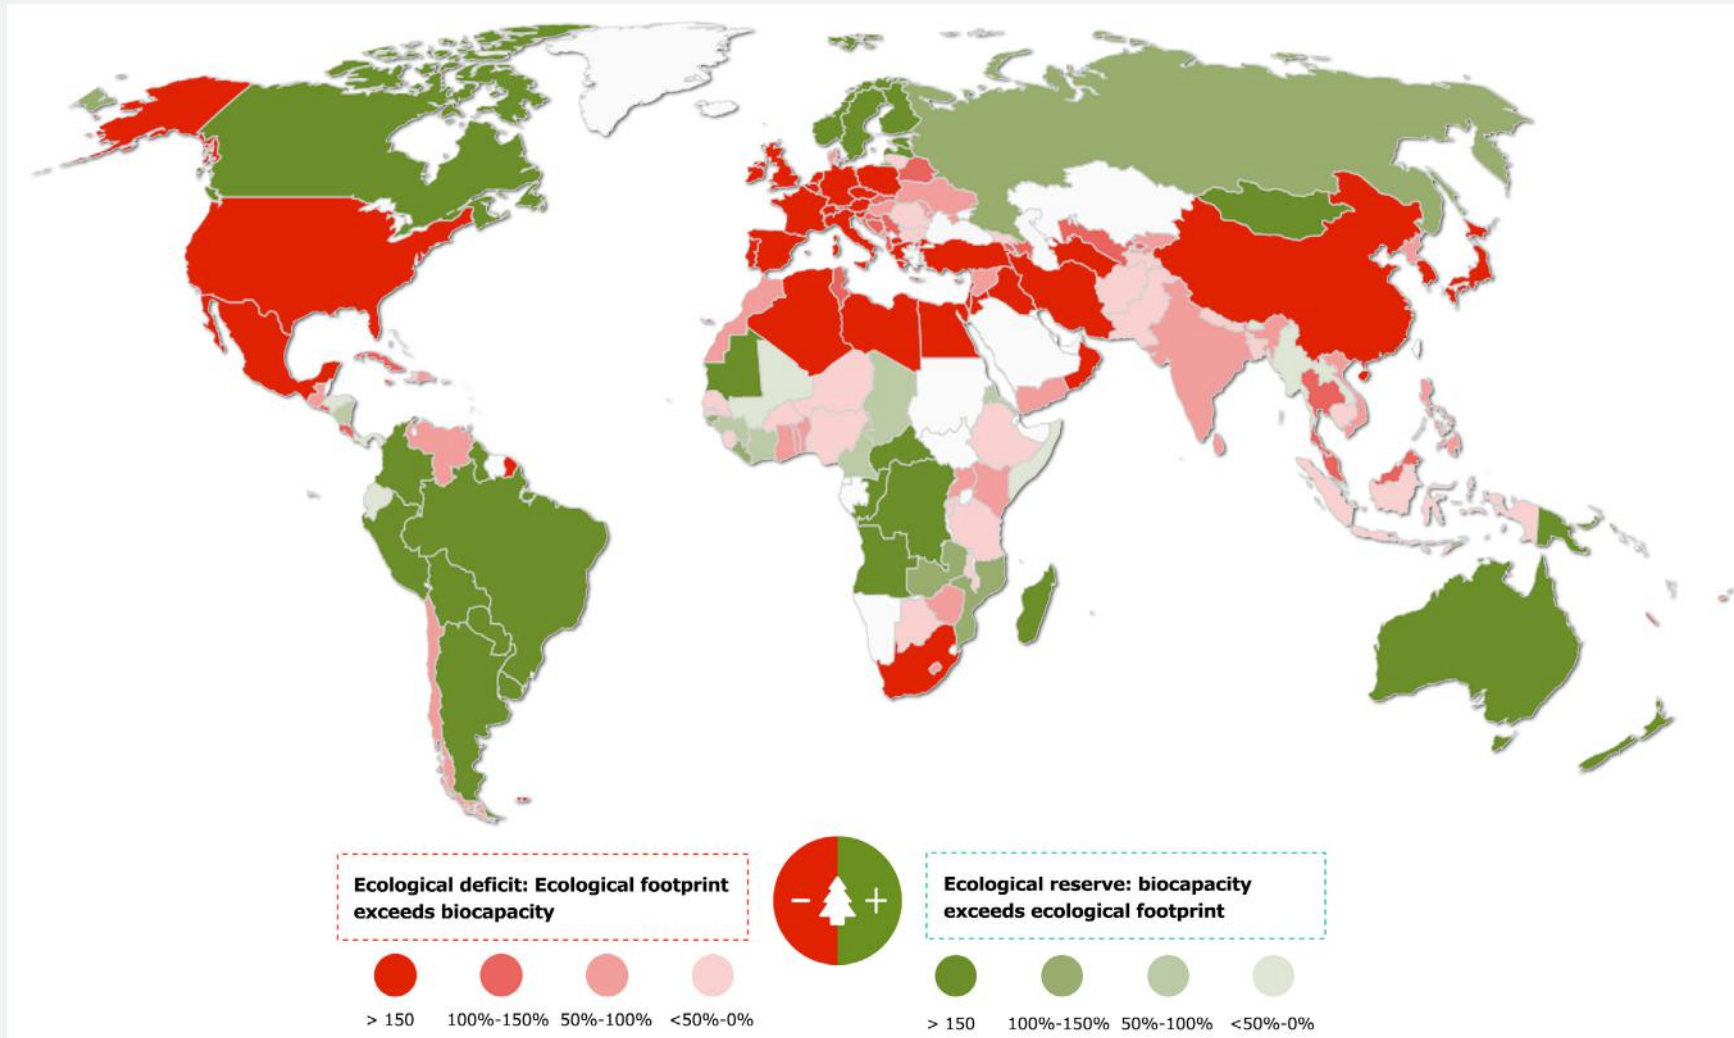 Ecological deficit: Ecological footprint
exceeds biocapacity
> 150
100%-150%
50%-100%
<50%-0%
− +
Ecological reserve: biocapacity
exceeds ecological footprint
> 150
100%-150%
50%-100%
<50%-0%